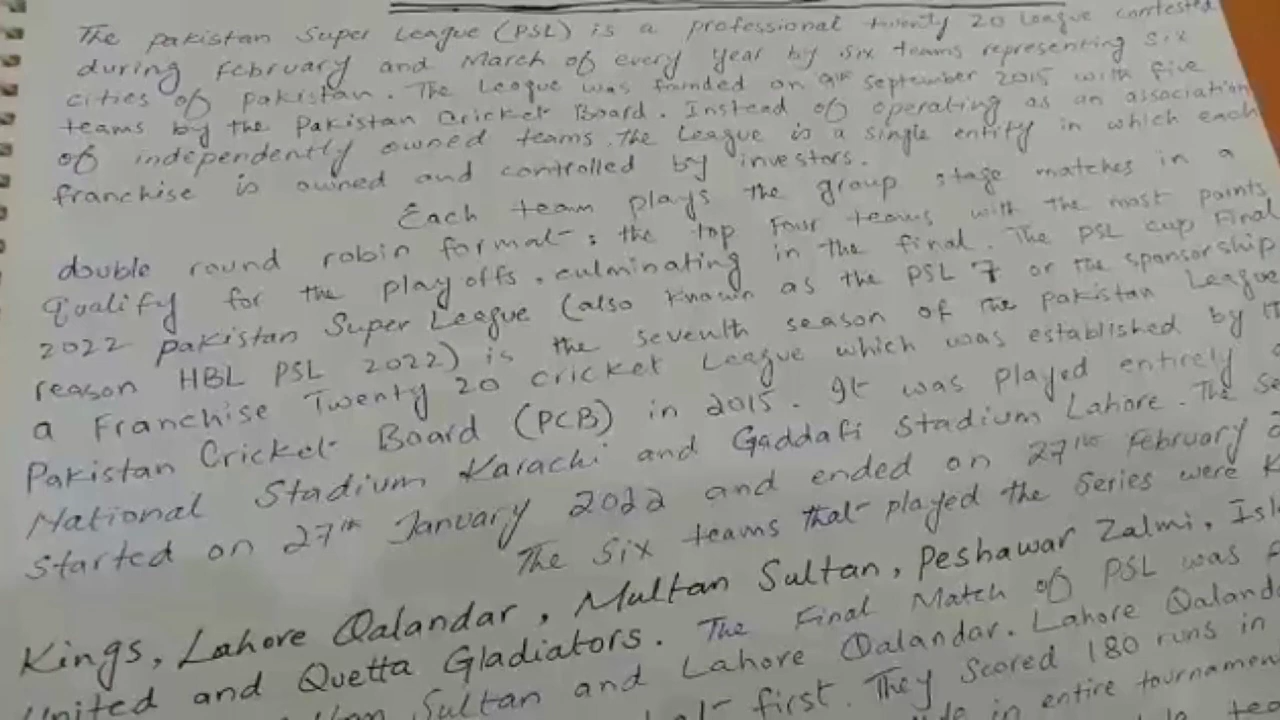 The Pakistan Super League (PSL) is a professional twenty 20 League contested
during February and March of every year by six teams representing six
cities of Pakistan. The League was founded on 9th September 2015 with five
teams by the Pakistan Cricket Board. Instead of operating as an association
of independently owned teams, the League is a single entity in which each
franchise is owned and controlled by investors.
Each team plays the group stage matches in a
double round robin format; the top four teams with the most points
qualify for the playoffs, culminating in the final. The PSL cup Final
2022 Pakistan Super League (also known as the PSL 7 or the sponsorship
reason HBL PSL 2022) is the seventh season of the Pakistan League
a Franchise Twenty 20 cricket League which was established by the
Pakistan Cricket Board (PCB) in 2015. It was played entirely
National Stadium Karachi and Gaddafi Stadium Lahore. The
Started on 27th January 2022 and ended on 27th February
The Six teams that played the Series were
Kings, Lahore Qalandar, Multan Sultan, Peshawar Zalmi,
United and Quetta Gladiators. The Final Match of PSL was
Sultan and Lahore Qalandar. Lahore
first. They Scored 180 runs in
in entire tournament